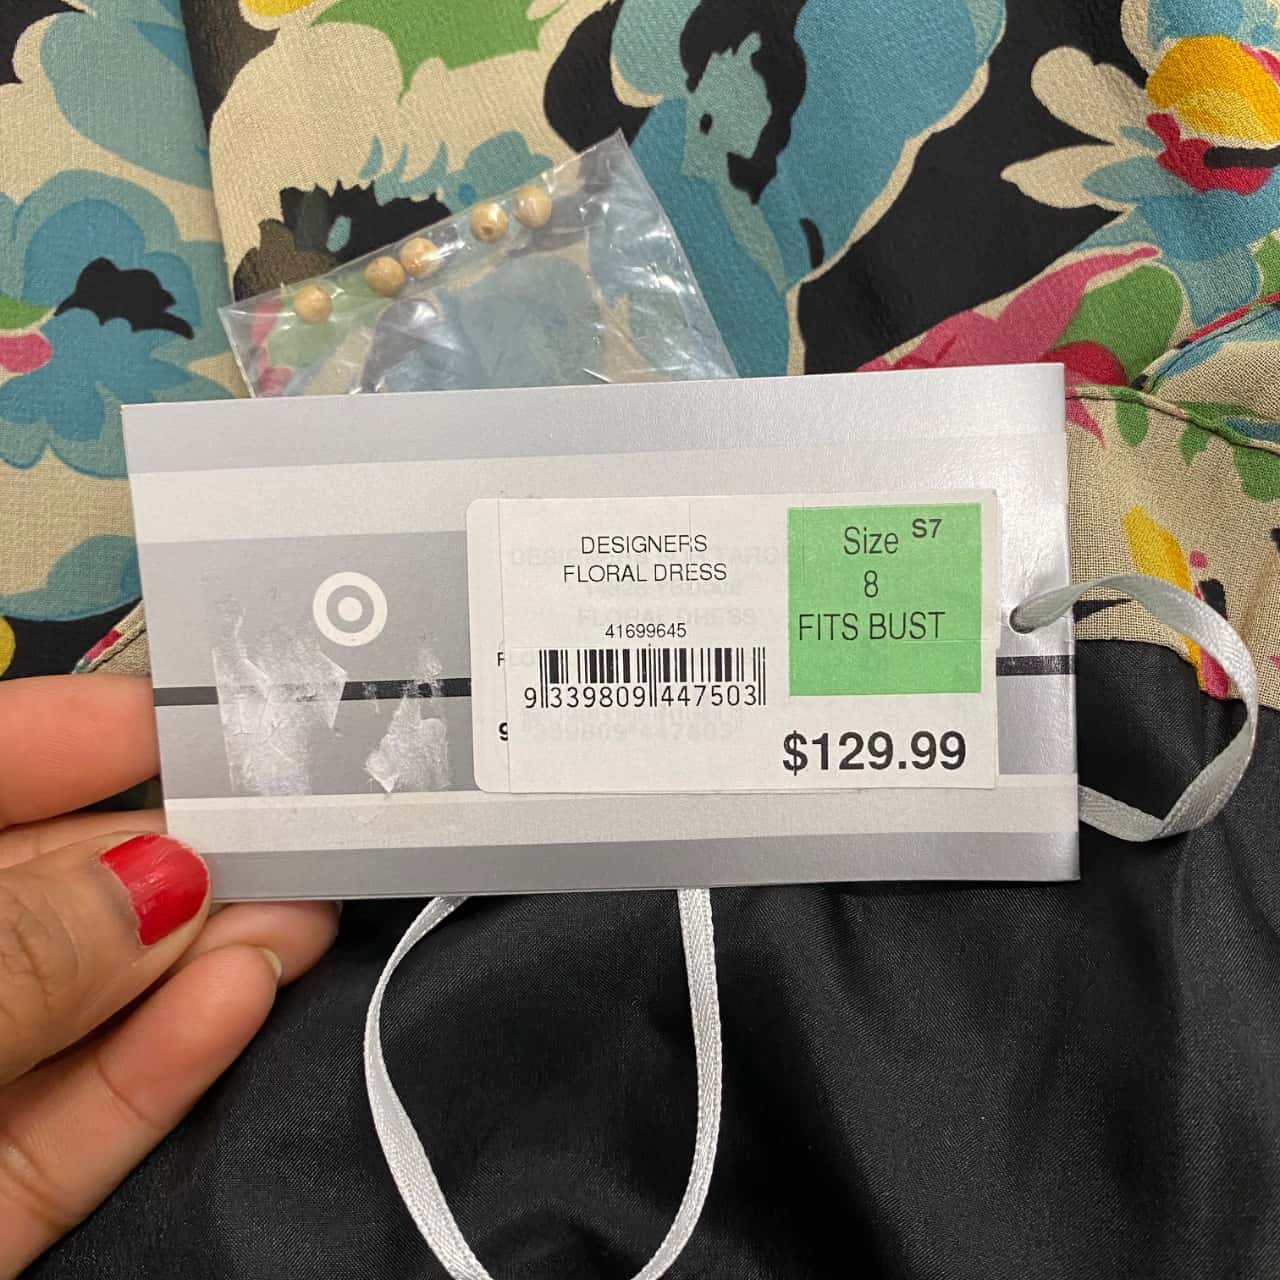 DESIGNERS
FLORAL DRESS
41699645
9 339809 447503
Size S7
8
FITS BUST
$129.99